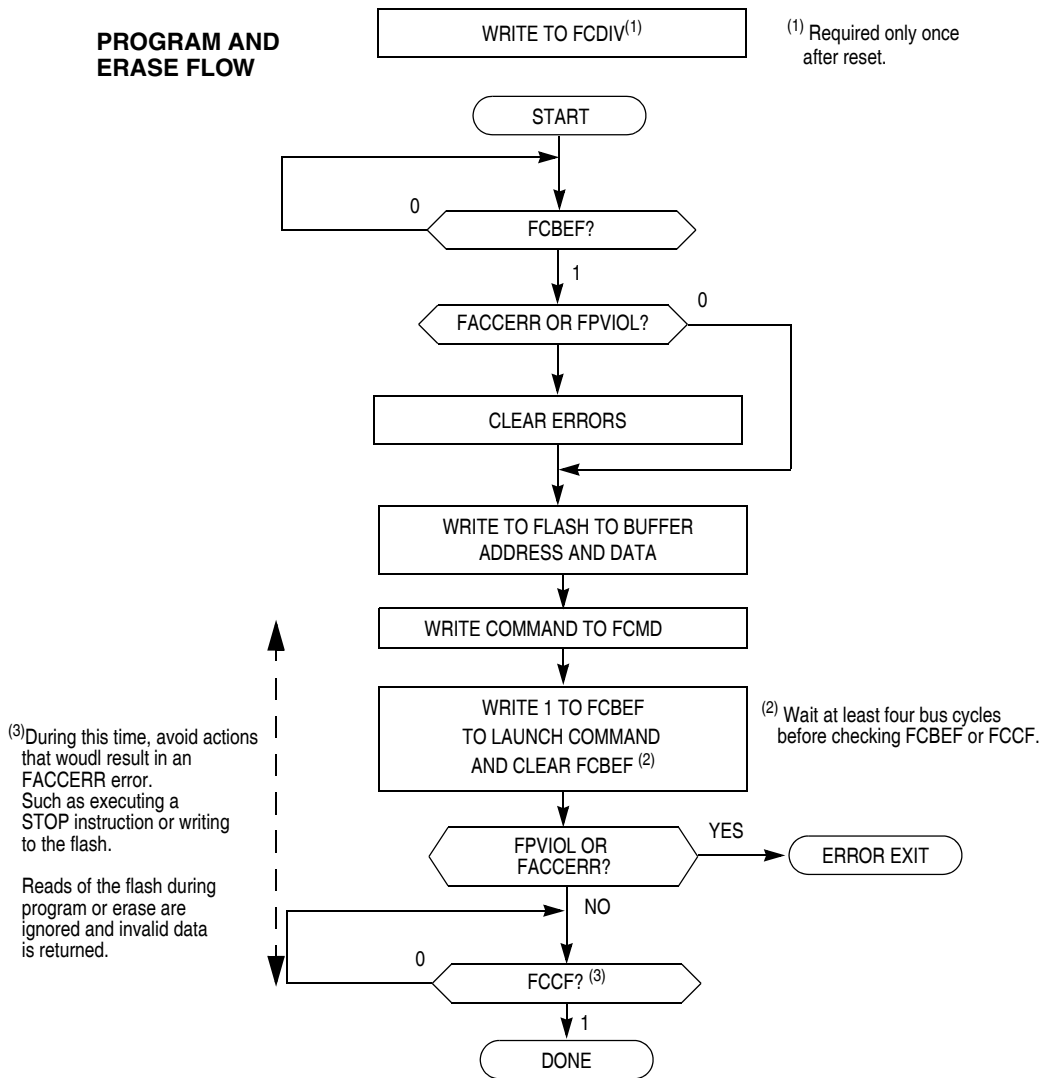 PROGRAM AND
ERASE FLOW
WRITE TO FCDIV(1)
(1) Required only once
after reset.
START
0
FCBEF?
1
0
FACCERR OR FPVIOL?
CLEAR ERRORS
WRITE TO FLASH TO BUFFER
ADDRESS AND DATA
WRITE COMMAND TO FCMD
WRITE 1 TO FCBEF
TO LAUNCH COMMAND
AND CLEAR FCBEF (2)
(2) Wait at least four bus cycles
before checking FCBEF or FCCF.
(3)During this time, avoid actions
that woudl result in an
FACCERR error.
Such as executing a
STOP instruction or writing
to the flash.
Reads of the flash during
program or erase are
ignored and invalid data
is returned.
FPVIOL OR
FACCERR?
YES
ERROR EXIT
NO
0
FCCF? (3)
1
DONE